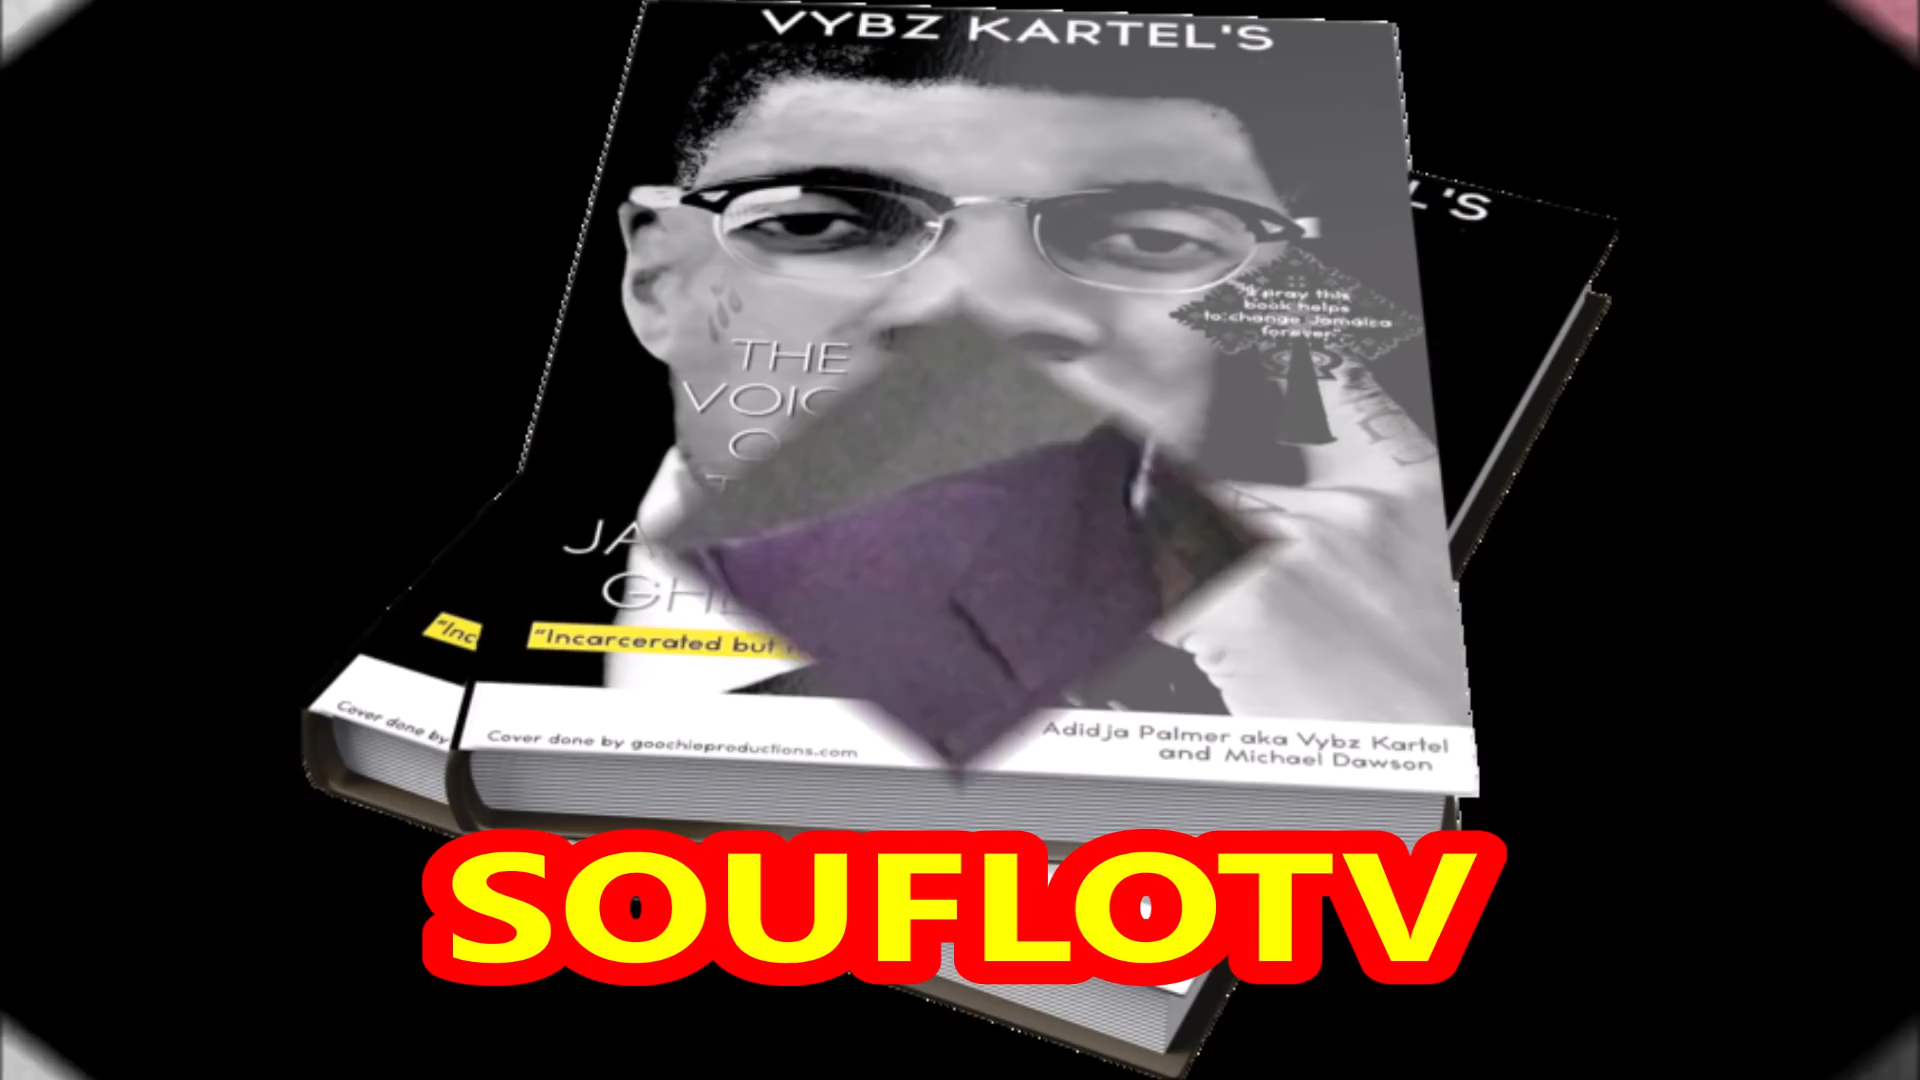 VYBZ KARTEL'S
L'S
"I pray this
book helps
to change Jamaica
forever"
THE
JA
"Inc
"Incarcerated but
Cover done by
Cover done by goochieproductions.com
Adidja Palmer aka Vybz Kartel
and Michael Dawson
SOUFLOTV